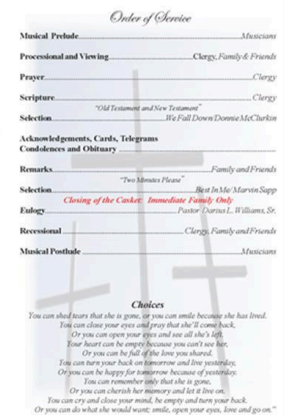 Order of Service
Musical Prelude Musicians
Processional and Viewing Clergy, Family & Friends
Prayer Clergy
Scripture Clergy
"Old Testament and New Testament"
Selection We Fall Down/Donnie McClurkin
Acknowledgements, Cards, Telegrams
Condolences and Obituary
Remarks Family and Friends
"Two Minutes Please"
Selection Best In Me/Marvin Sapp
Closing of the Casket: Immediate Family Only
Eulogy Pastor Darius L. Williams, Sr.
Recessional Clergy, Family and Friends
Musical Postlude Musicians
Choices
You can shed tears that she is gone, or you can smile because she has lived.
You can close your eyes and pray that she'll come back,
Or you can open your eyes and see all she's left.
Your heart can be empty because you can't see her,
Or you can be full of the love you shared.
You can turn your back on tomorrow and live yesterday,
Or you can be happy for tomorrow because of yesterday.
You can remember only that she is gone,
Or you can cherish her memory and let it live on,
You can cry and close your mind, be empty and turn your back.
Or you can do what she would want; smile, open your eyes, love and go on."